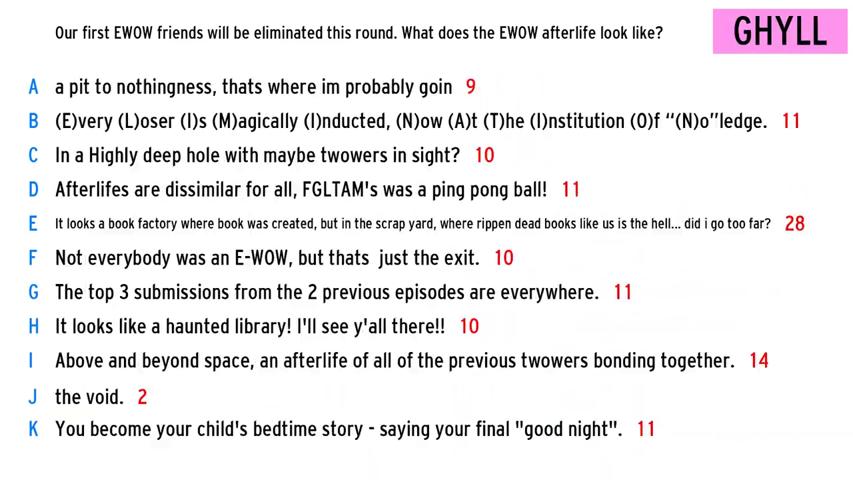 Our first EWOW friends will be eliminated this round. What does the EWOW afterlife look like?
GHYLL
A a pit to nothingness, thats where im probably goin 9
B (E)very (L)oser (I)s (M)agically (I)nducted, (N)ow (A)t (T)he (I)nstitution (O)f “(N)o”ledge. 11
C In a Highly deep hole with maybe twowers in sight? 10
D Afterlifes are dissimilar for all, FGLTAM's was a ping pong ball! 11
E It looks a book factory where book was created, but in the scrap yard, where rippen dead books like us is the hell... did i go too far? 28
F Not everybody was an E-WOW, but thats  just the exit. 10
G The top 3 submissions from the 2 previous episodes are everywhere. 11
H It looks like a haunted library! I'll see y'all there!! 10
I Above and beyond space, an afterlife of all of the previous twowers bonding together. 14
J the void. 2
K You become your child's bedtime story - saying your final "good night". 11